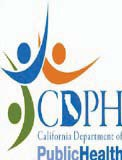 CDPH
California Department of
PublicHealth